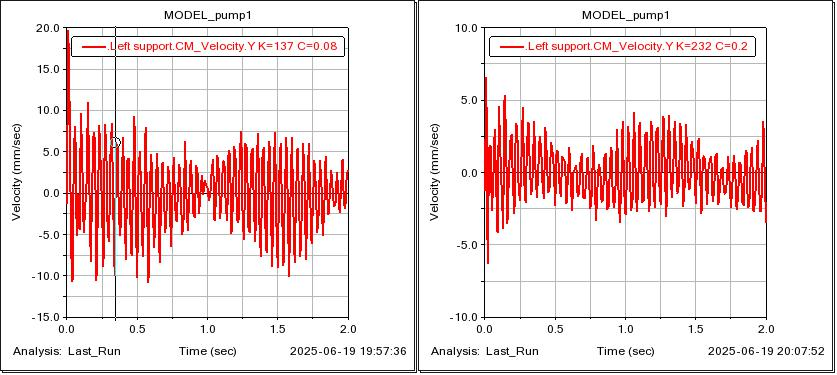 MODEL_pump1
20.0
.Left support.CM_Velocity.Y K=137 C=0.08
15.0
10.0
5.0
0.0
-5.0
-10.0
-15.0
Velocity (mm/sec)
0.0 0.5 1.0 1.5 2.0
Analysis: Last_Run Time (sec) 2025-06-19 19:57:36
MODEL_pump1
10.0
.Left support.CM_Velocity.Y K=232 C=0.2
5.0
0.0
-5.0
-10.0
Velocity (mm/sec)
0.0 0.5 1.0 1.5 2.0
Analysis: Last_Run Time (sec) 2025-06-19 20:07:52